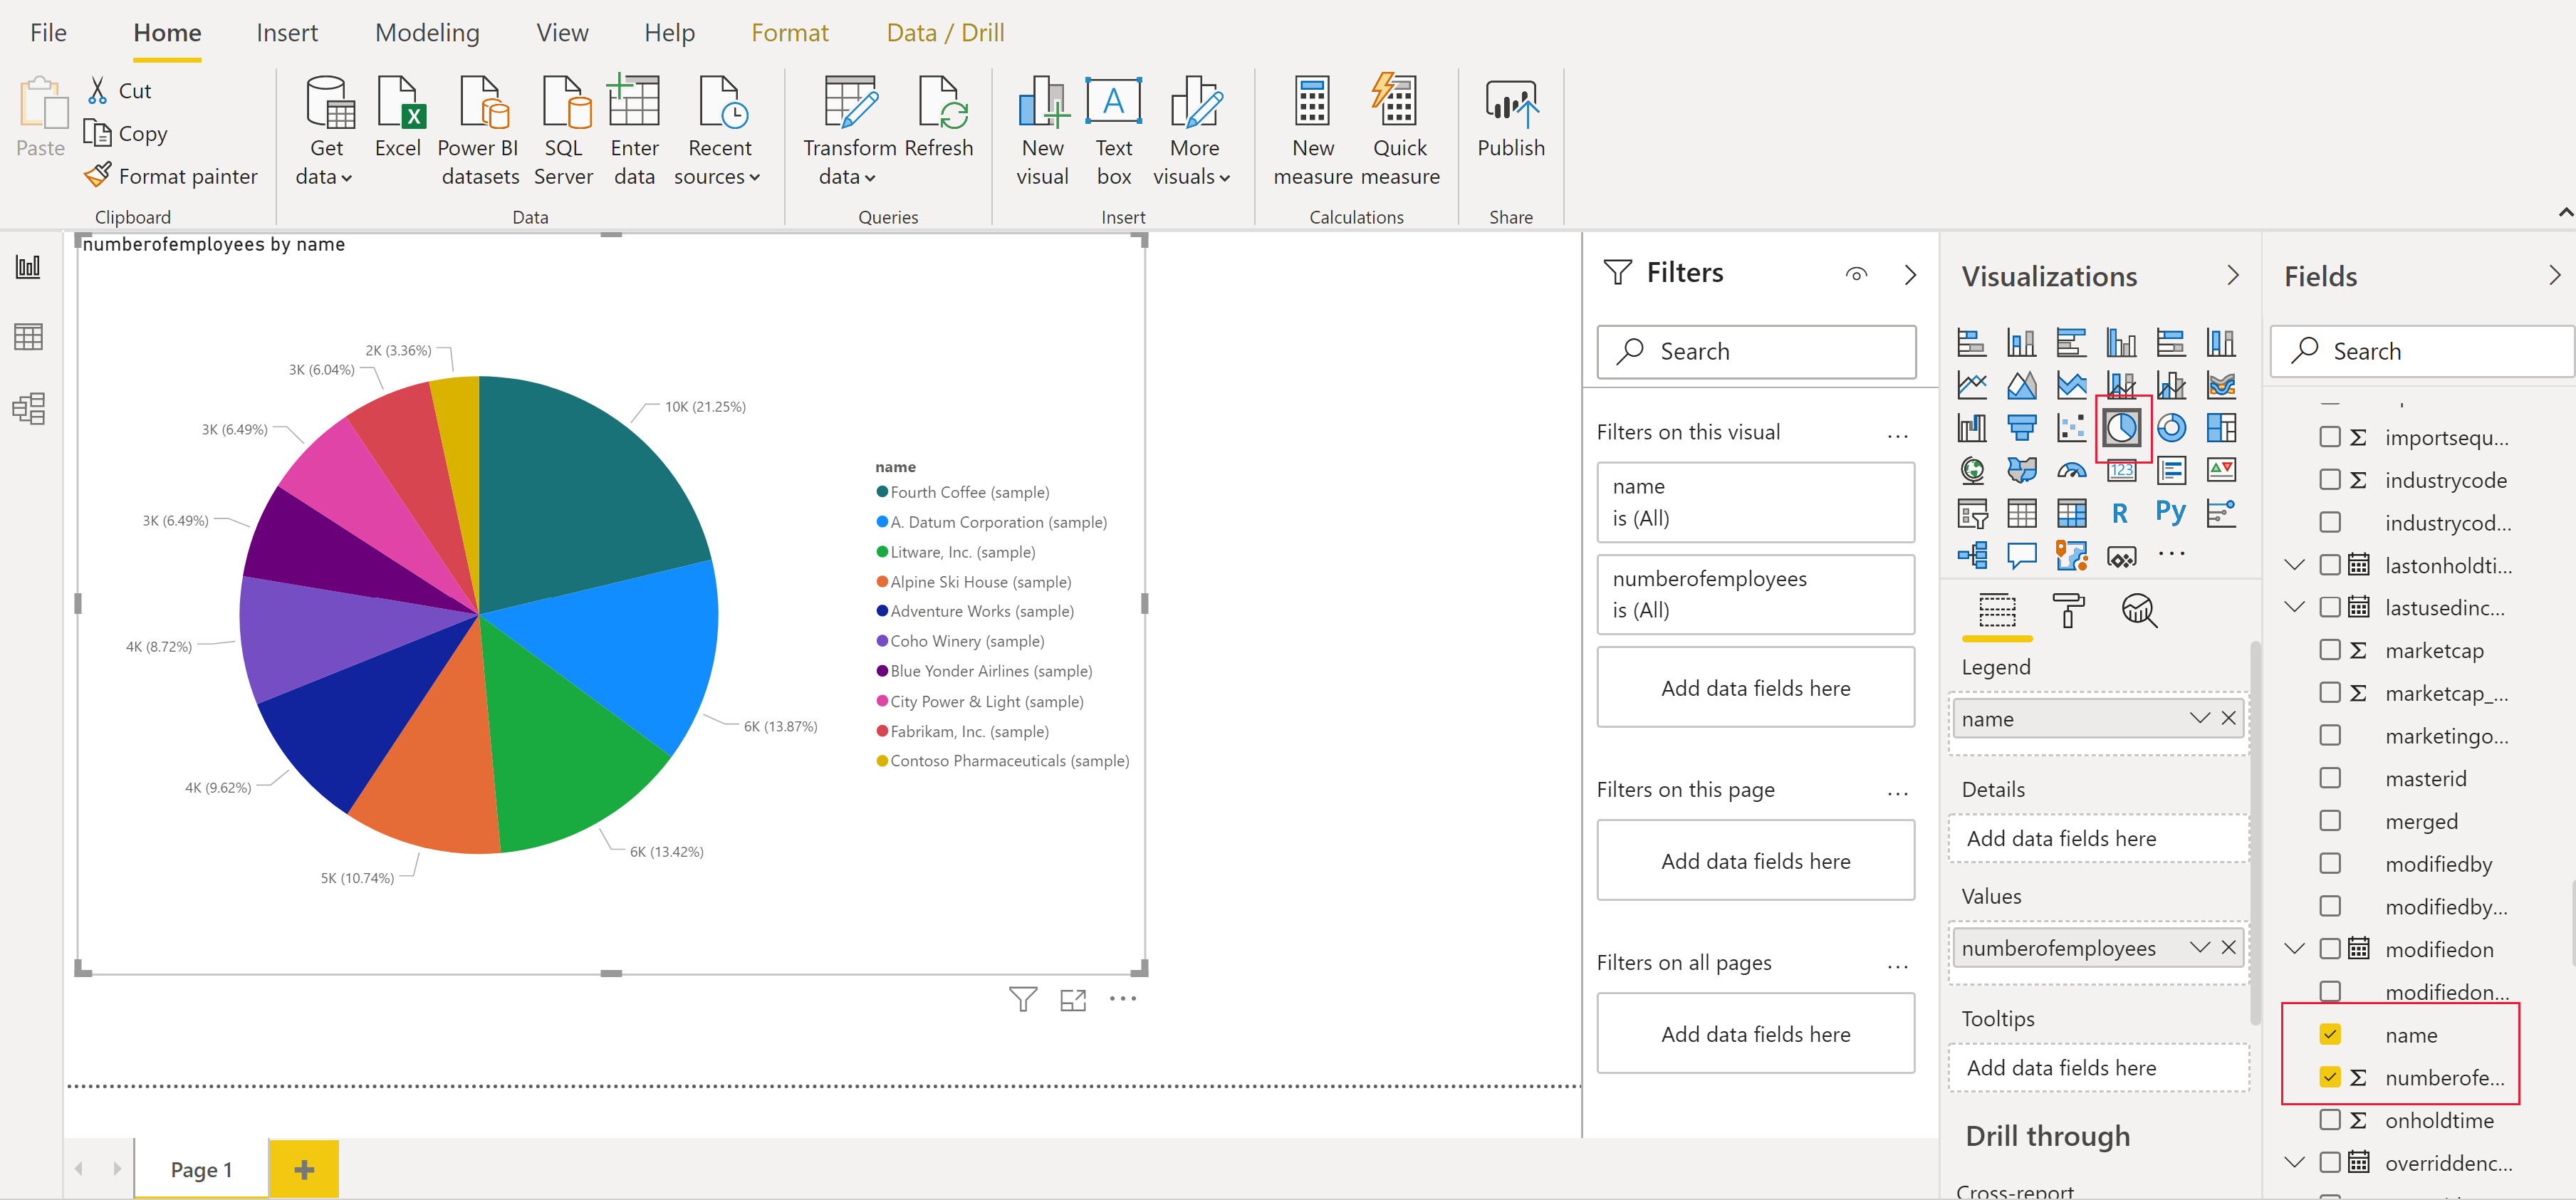 File
Home
Insert
Modeling
View
Help
Format
Data / Drill
Paste
Cut
Copy
Format painter
Clipboard
Get data
Excel
Power BI datasets
SQL Server
Enter data
Recent sources
Data
Transform data
Refresh
Queries
New visual
Text box
More visuals
Insert
New measure
Quick measure
Calculations
Publish
Share
numberofemployees by name
2K (3.36%)
3K (6.04%)
10K (21.25%)
3K (6.49%)
3K (6.49%)
4K (8.72%)
6K (13.87%)
4K (9.62%)
6K (13.42%)
5K (10.74%)
name
Fourth Coffee (sample)
A. Datum Corporation (sample)
Litware, Inc. (sample)
Alpine Ski House (sample)
Adventure Works (sample)
Coho Winery (sample)
Blue Yonder Airlines (sample)
City Power & Light (sample)
Fabrikam, Inc. (sample)
Contoso Pharmaceuticals (sample)
Page 1
Filters
Search
Filters on this visual
name
is (All)
numberofemployees
is (All)
Add data fields here
Filters on this page
Add data fields here
Filters on all pages
Add data fields here
Visualizations
123
R
Py
Legend
name
Details
Add data fields here
Values
numberofemployees
Tooltips
Add data fields here
Drill through
Cross-report
Fields
Search
importsequ...
industrycode
industrycod...
lastonholdti...
lastusedinc...
marketcap
marketcap_...
marketingo...
masterid
merged
modifiedby
modifiedby...
modifiedon
modifiedon...
name
numberofe...
onholdtime
overriddenc...